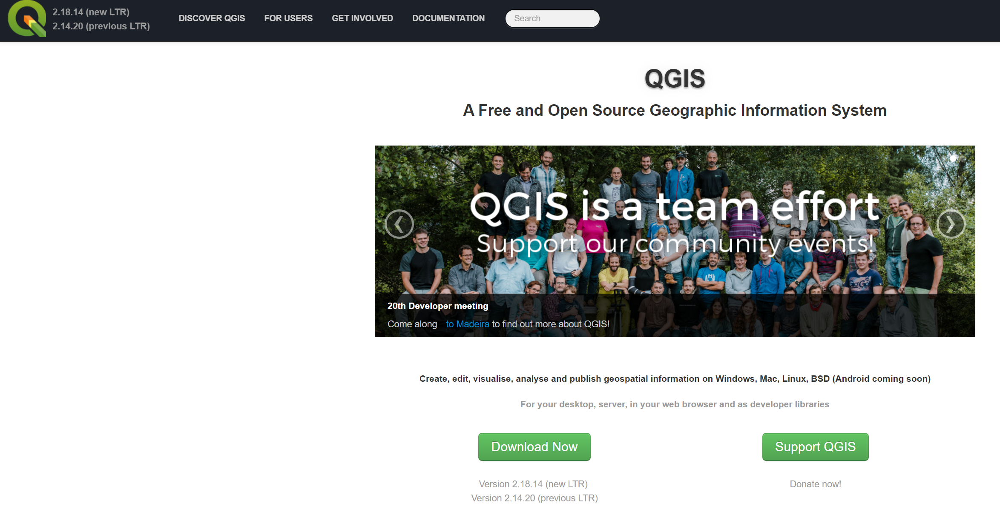 2.18.14 (new LTR)
2.14.20 (previous LTR)
DISCOVER QGIS
FOR USERS
GET INVOLVED
DOCUMENTATION
Search
QGIS
A Free and Open Source Geographic Information System
QGIS is a team effort
Support our community events!
20th Developer meeting
Come along to Madeira to find out more about QGIS!
Create, edit, visualise, analyse and publish geospatial information on Windows, Mac, Linux, BSD (Android coming soon)
For your desktop, server, in your web browser and as developer libraries
Download Now
Support QGIS
Version 2.18.14 (new LTR)
Donate now!
Version 2.14.20 (previous LTR)